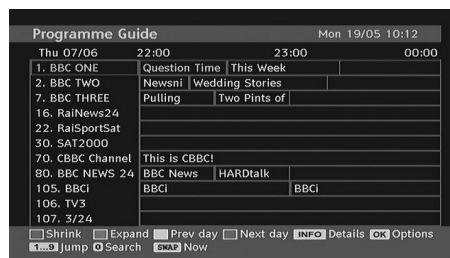 Programme Guide Mon 19/05 10:12
Thu 07/06 22:00 23:00 00:00
1. BBC ONE Question Time This Week
2. BBC TWO Newsni Wedding Stories
7. BBC THREE Pulling Two Pints of
16. RaiNews24
22. RaiSportSat
30. SAT2000
70. CBBC Channel This is CBBC!
80. BBC NEWS 24 BBC News HARDtalk
105. BBCi BBCi BBCi
106. TV3
107. 3/24
Shrink Expand Prev day Next day INFO Details OK Options
1...9 Jump 0 Search SWAP Now